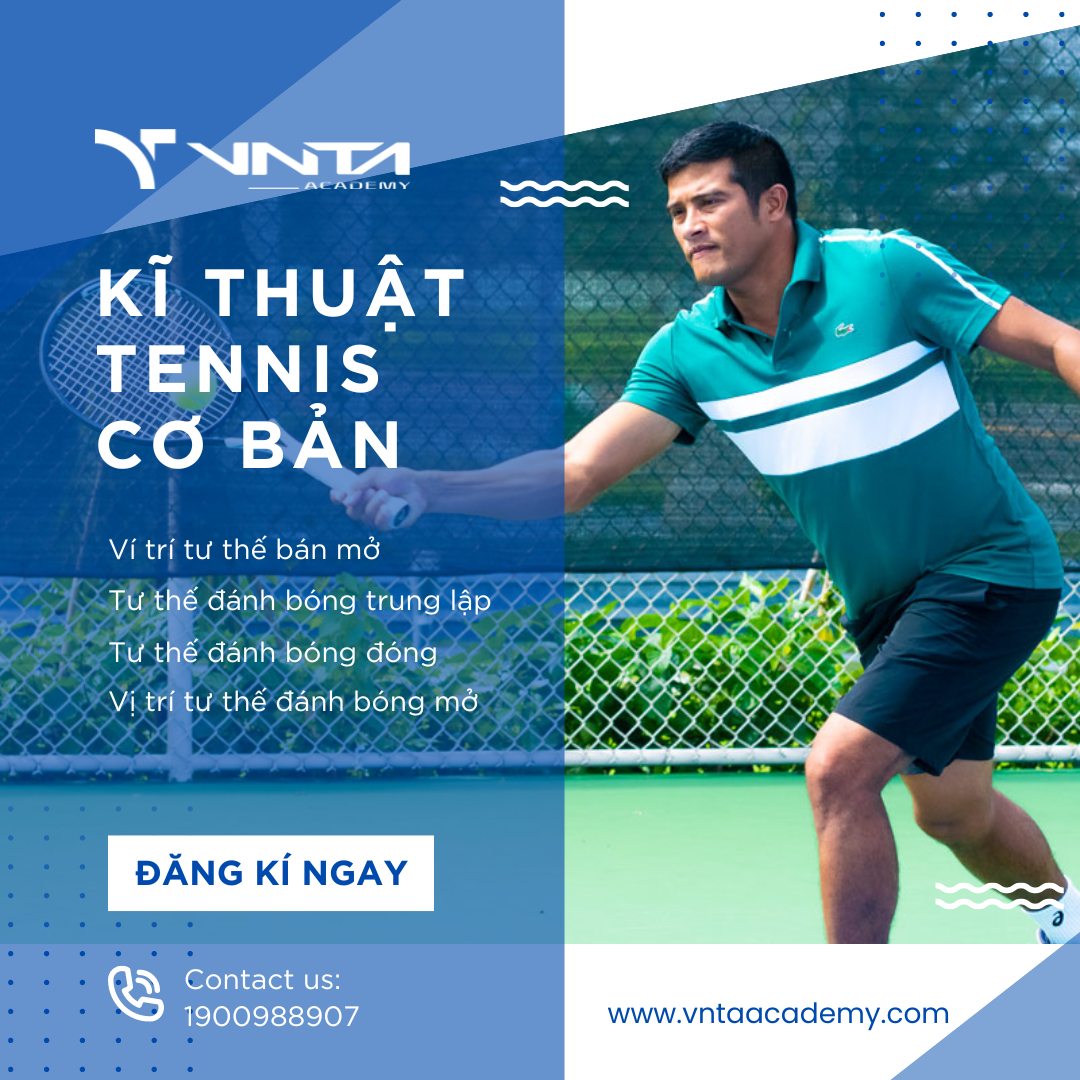 VNTA
ACADEMY
KĨ THUẬT
TENNIS
CƠ BẢN
Ví trí tư thế bán mở
Tư thế đánh bóng trung lập
Tư thế đánh bóng đóng
Vị trí tư thế đánh bóng mở
ĐĂNG KÍ NGAY
Contact us:
1900988907
www.vntaacademy.com